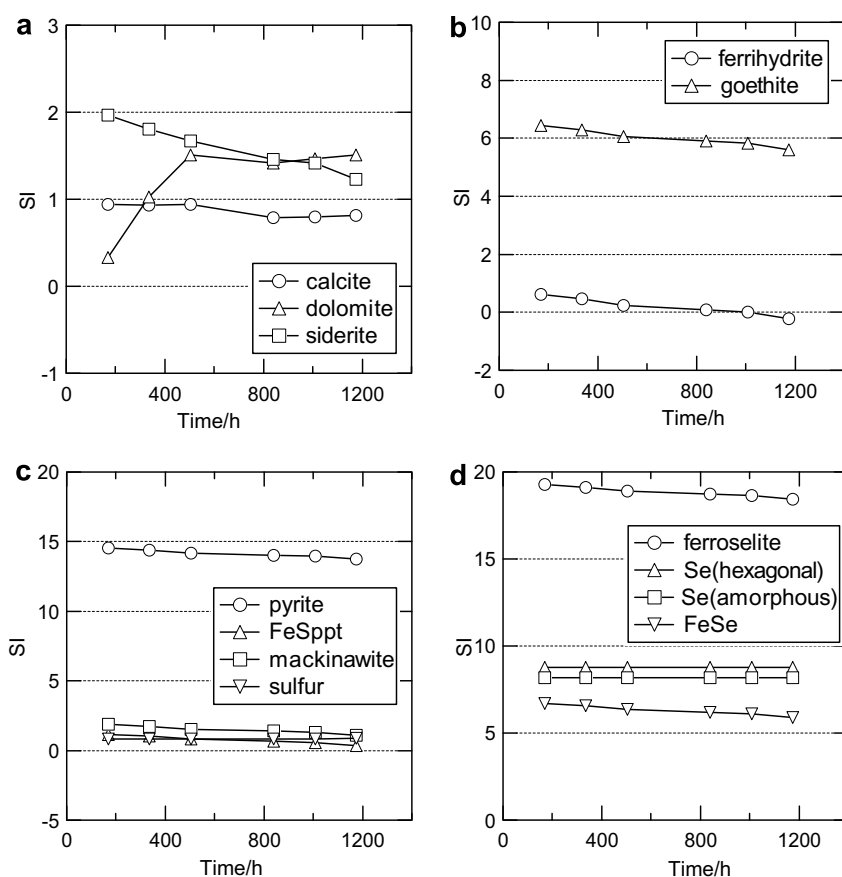 a
3
2
1
0
-1
SI
calcite
dolomite
siderite
0 400 800 1200
Time/h
b
10
8
6
4
2
0
-2
SI
ferrihydrite
goethite
0 400 800 1200
Time/h
c
20
15
10
5
0
-5
SI
pyrite
FeSppt
mackinawite
sulfur
0 400 800 1200
Time/h
d
20
15
10
5
0
SI
ferroselite
Se(hexagonal)
Se(amorphous)
FeSe
0 400 800 1200
Time/h